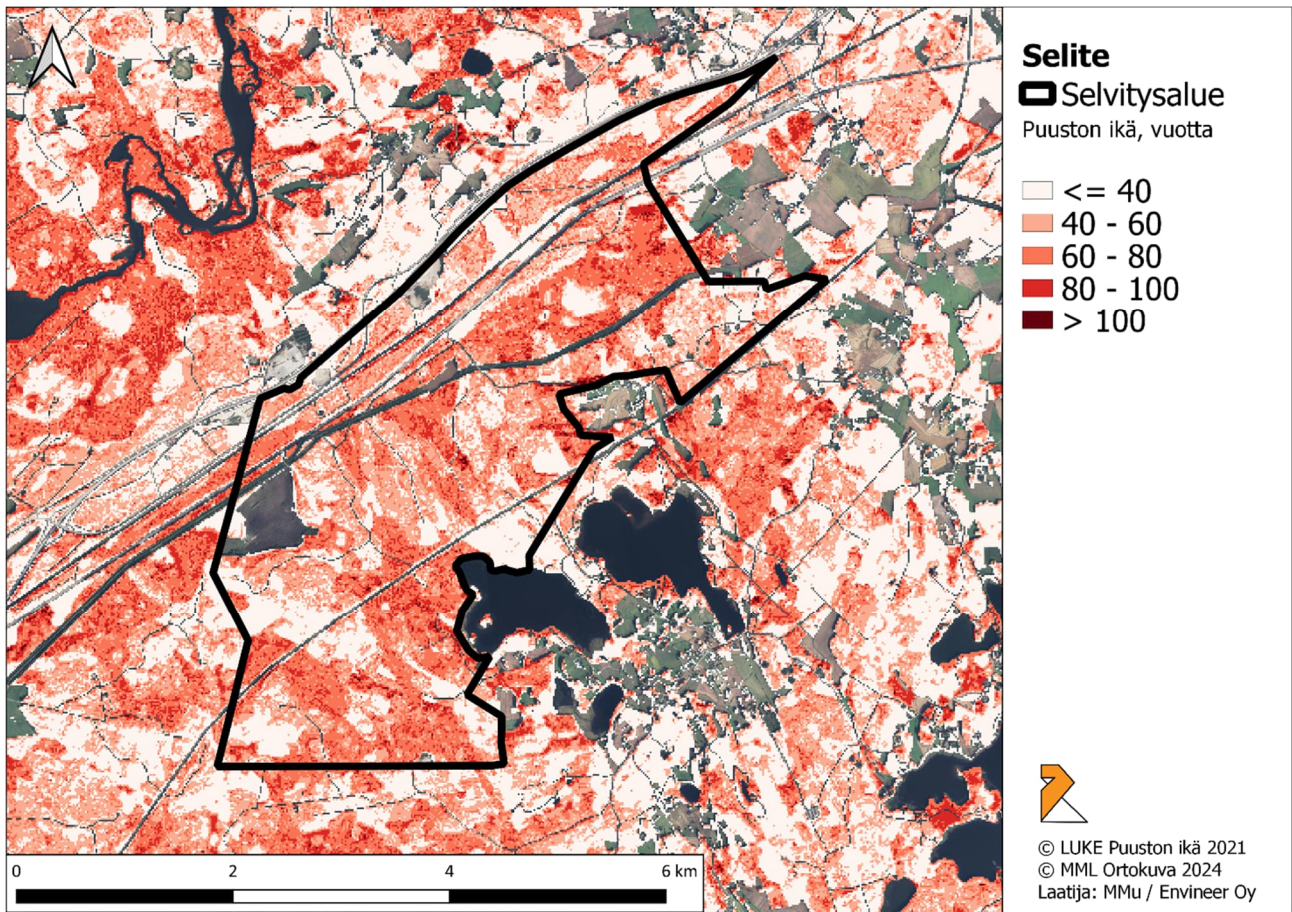 Selite
Selvitysalue
Puuston ikä, vuotta
<= 40
40 - 60
60 - 80
80 - 100
> 100
© LUKE Puuston ikä 2021
© MML Ortokuva 2024
Laatija: MMu / Envineer Oy
0 2 4 6 km